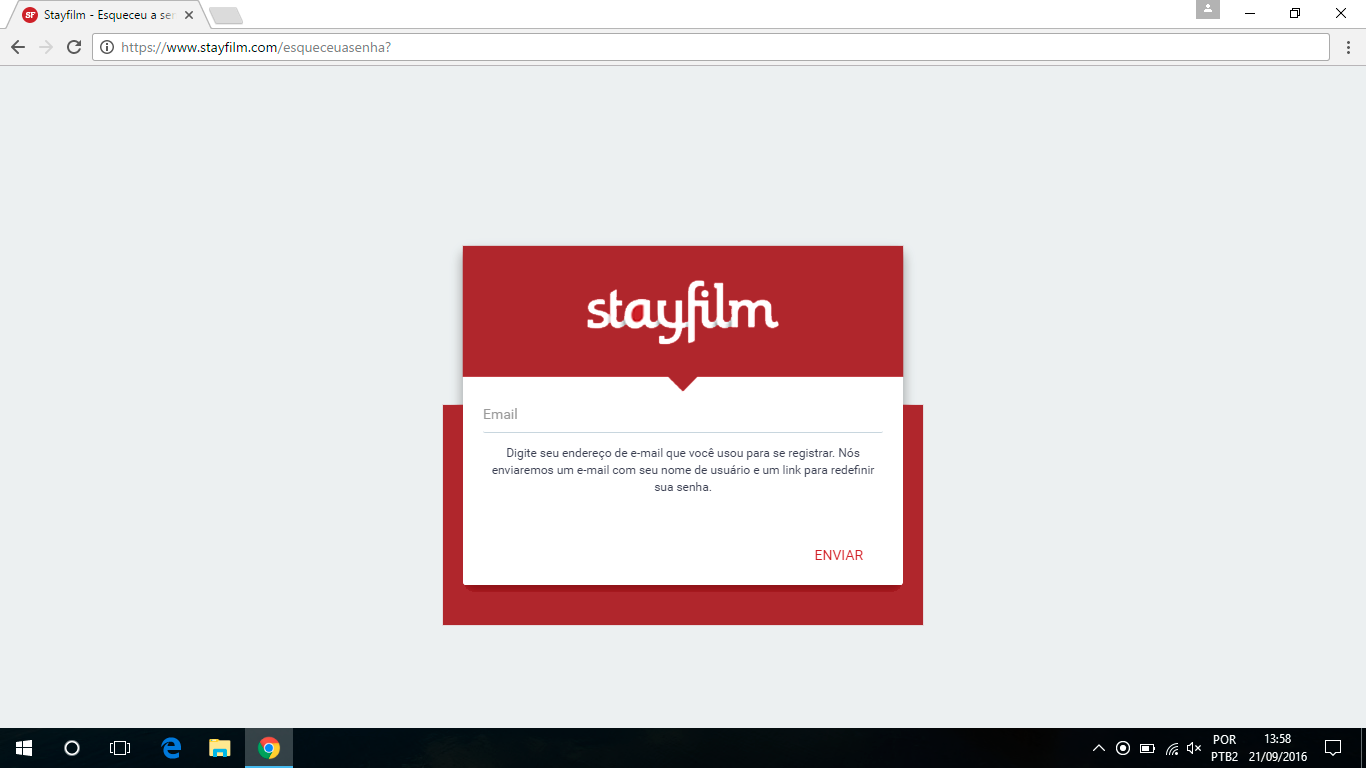 SF Stayfilm - Esqueceu a ser
https://www.stayfilm.com/esqueceuasenha?
stayfilm
Email
Digite seu endereço de e-mail que você usou para se registrar. Nós
enviaremos um e-mail com seu nome de usuário e um link para redefinir
sua senha.
ENVIAR
POR 13:58
PTB2 21/09/2016